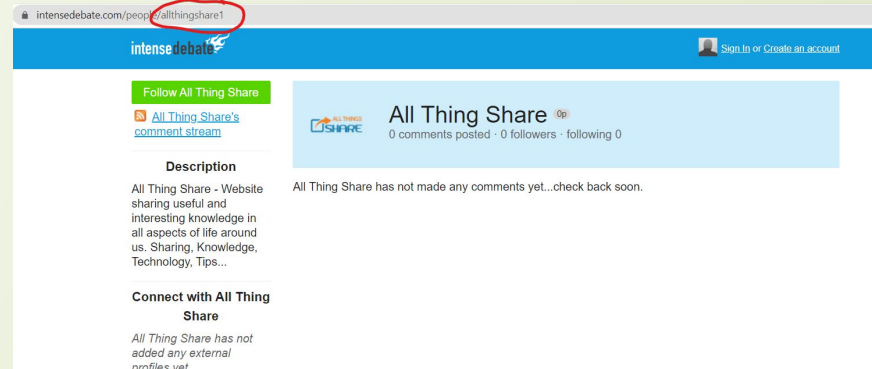 intensedebate.com/people/allthingshare1
intensedebate
Sign In or Create an account
Follow All Thing Share
All Thing Share's
comment stream
Description
All Thing Share - Website
sharing useful and
interesting knowledge in
all aspects of life around
us. Sharing, Knowledge,
Technology, Tips...
Connect with All Thing
Share
All Thing Share has not
added any external
profiles yet
ALL THINGS
SHARE
All Thing Share 0p
0 comments posted · 0 followers · following 0
All Thing Share has not made any comments yet...check back soon.